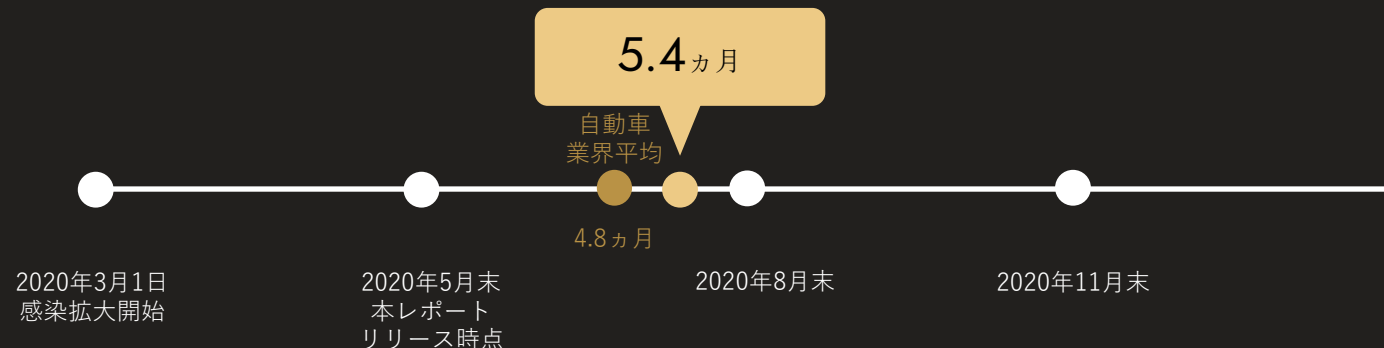 5.4ヵ月
自動車
業界平均
4.8ヵ月
2020年3月1日
感染拡大開始
2020年5月末
本レポート
リリース時点
2020年8月末
2020年11月末